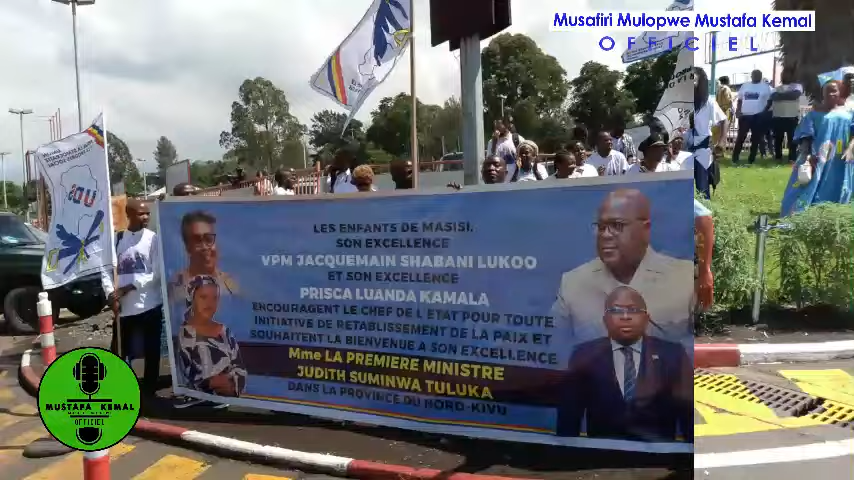 Musafiri Mulopwe Mustafa Kemal
OFFICIEL
LES ENFANTS DE MASISI,
SON EXCELLENCE
VPM JACQUEMAIN SHABANI LUKOO
ET SON EXCELLENCE
PRISCA LUANDA KAMALA
ENCOURAGENT LE CHEF DE L ETAT POUR TOUTE
INITIATIVE DE RETABLISSEMENT DE LA PAIX ET
SOUHAITENT LA BIENVENUE A SON EXCELLENCE
Mme LA PREMIERE MINISTRE
JUDITH SUMINWA TULUKA
DANS LA PROVINCE DU NORD-KIVU
MUSTAFA KEMAL
OFFICIEL